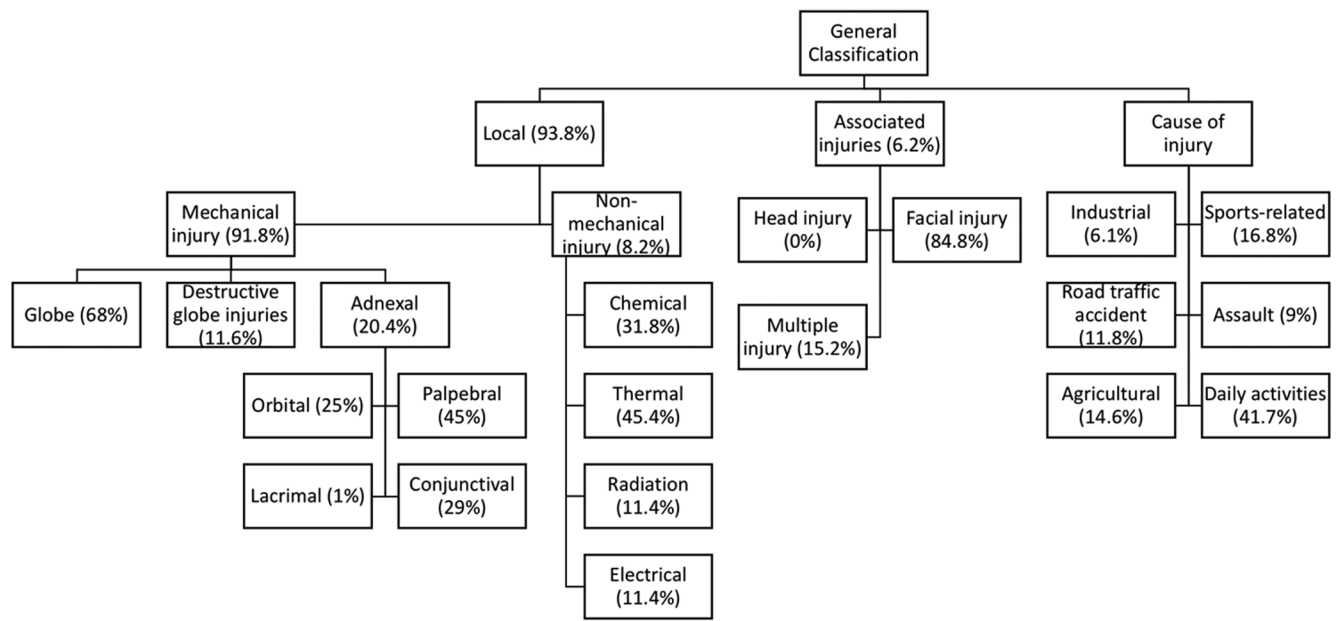 General
Classification
Local (93.8%)
Associated
injuries (6.2%)
Cause of
injury
Mechanical
injury (91.8%)
Non-
mechanical
injury (8.2%)
Head injury
(0%)
Facial injury
(84.8%)
Industrial
(6.1%)
Sports-related
(16.8%)
Globe (68%)
Destructive
globe injuries
(11.6%)
Adnexal
(20.4%)
Chemical
(31.8%)
Multiple
injury (15.2%)
Road traffic
accident
(11.8%)
Assault (9%)
Orbital (25%)
Palpebral
(45%)
Thermal
(45.4%)
Agricultural
(14.6%)
Daily activities
(41.7%)
Lacrimal (1%)
Conjunctival
(29%)
Radiation
(11.4%)
Electrical
(11.4%)